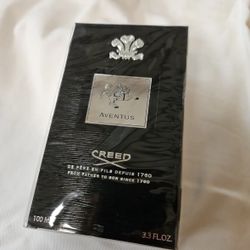 AVENTUS
CREED
DE PÈRE EN FILS DEPUIS 1760
FROM FATHER TO SON SINCE 1760
100 ML
3.3 FL.OZ.